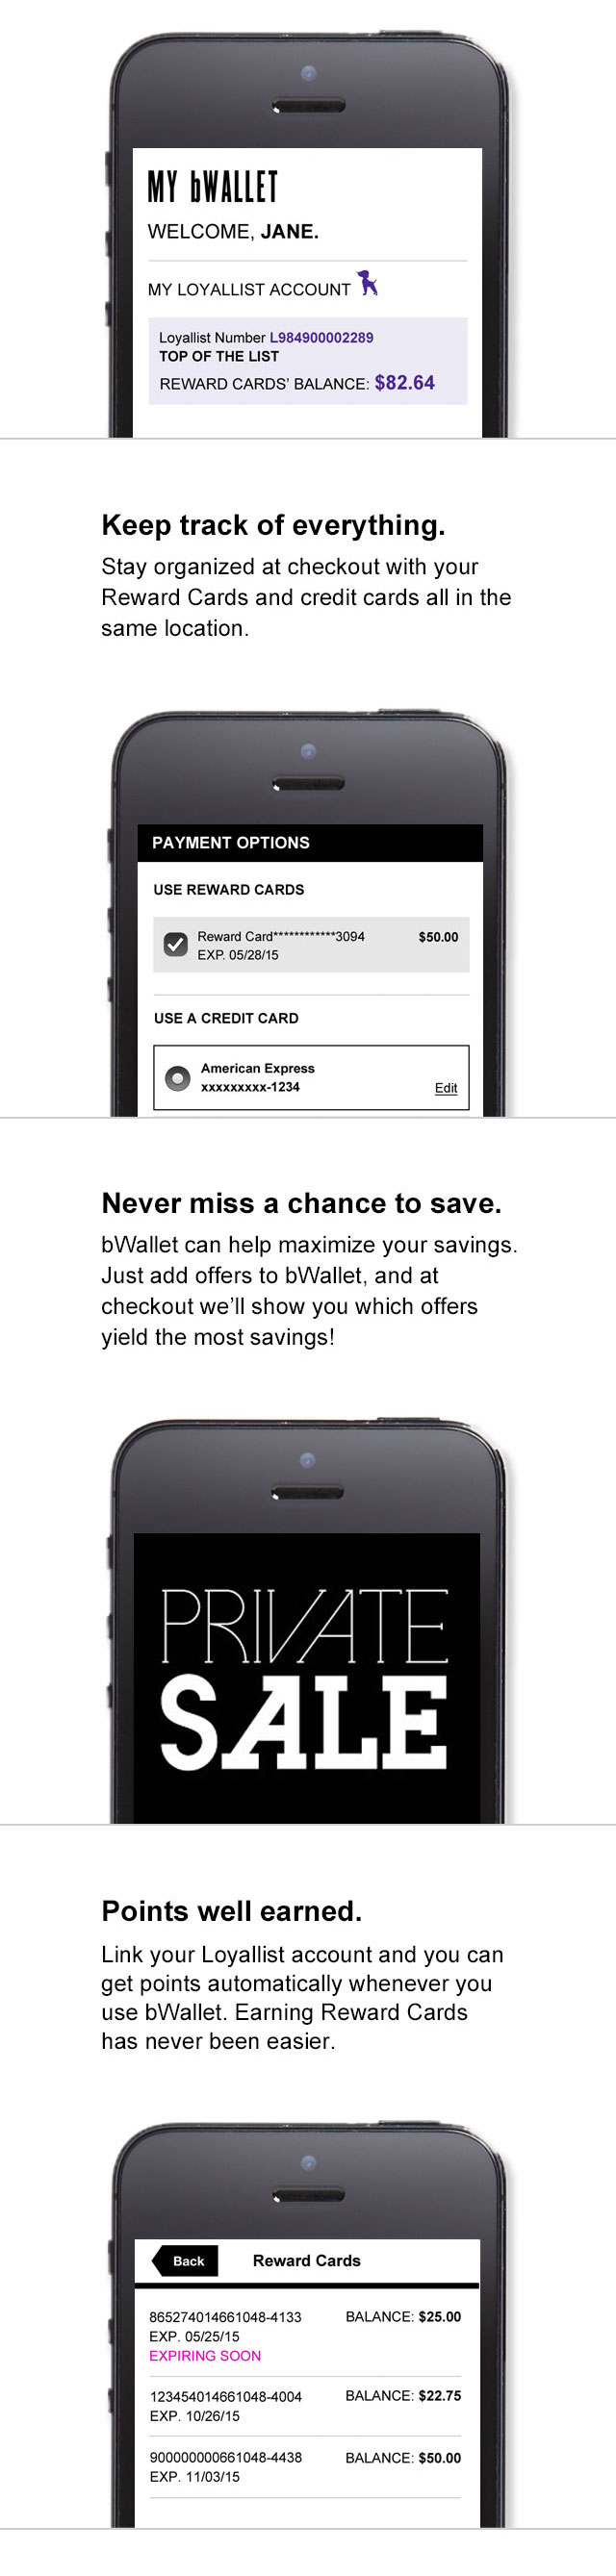 MY bWALLET
WELCOME, JANE.
MY LOYALLIST ACCOUNT
Loyallist Number L984900002289
TOP OF THE LIST
REWARD CARDS' BALANCE: $82.64
Keep track of everything.
Stay organized at checkout with your
Reward Cards and credit cards all in the
same location.
PAYMENT OPTIONS
USE REWARD CARDS
Reward Card************3094 $50.00
EXP. 05/28/15
USE A CREDIT CARD
American Express
xxxxxxxxx-1234 Edit
Never miss a chance to save.
bWallet can help maximize your savings.
Just add offers to bWallet, and at
checkout we’ll show you which offers
yield the most savings!
PRIVATE
SALE
Points well earned.
Link your Loyallist account and you can
get points automatically whenever you
use bWallet. Earning Reward Cards
has never been easier.
Back Reward Cards
865274014661048-4133 BALANCE: $25.00
EXP. 05/25/15
EXPIRING SOON
123454014661048-4004 BALANCE: $22.75
EXP. 10/26/15
900000000661048-4438 BALANCE: $50.00
EXP. 11/03/15